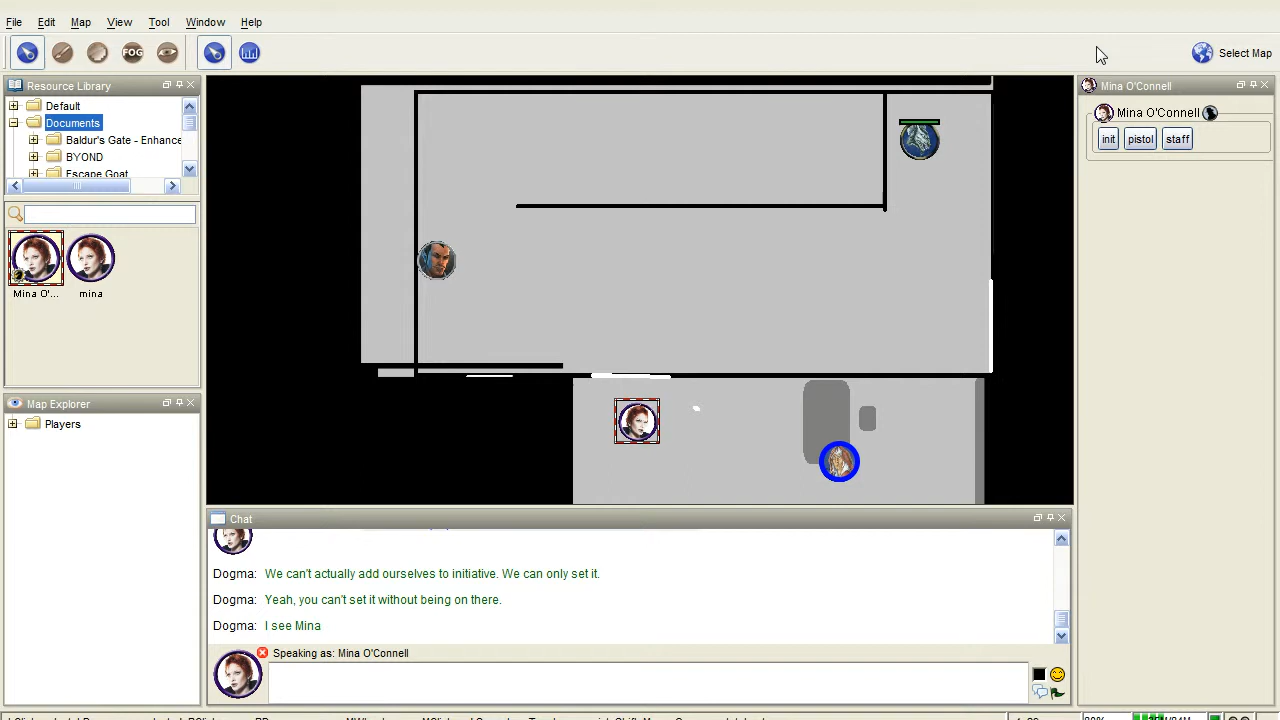 File Edit Map View Tool Window Help
FOG
Select Map
Resource Library
Default
Documents
Baldur's Gate - Enhance
BYOND
Escape Goat
Mina O'... mina
Map Explorer
Players
Mina O'Connell
Mina O'Connell
init pistol staff
Chat
Dogma: We can't actually add ourselves to initiative. We can only set it.
Dogma: Yeah, you can't set it without being on there.
Dogma: I see Mina
Speaking as: Mina O'Connell